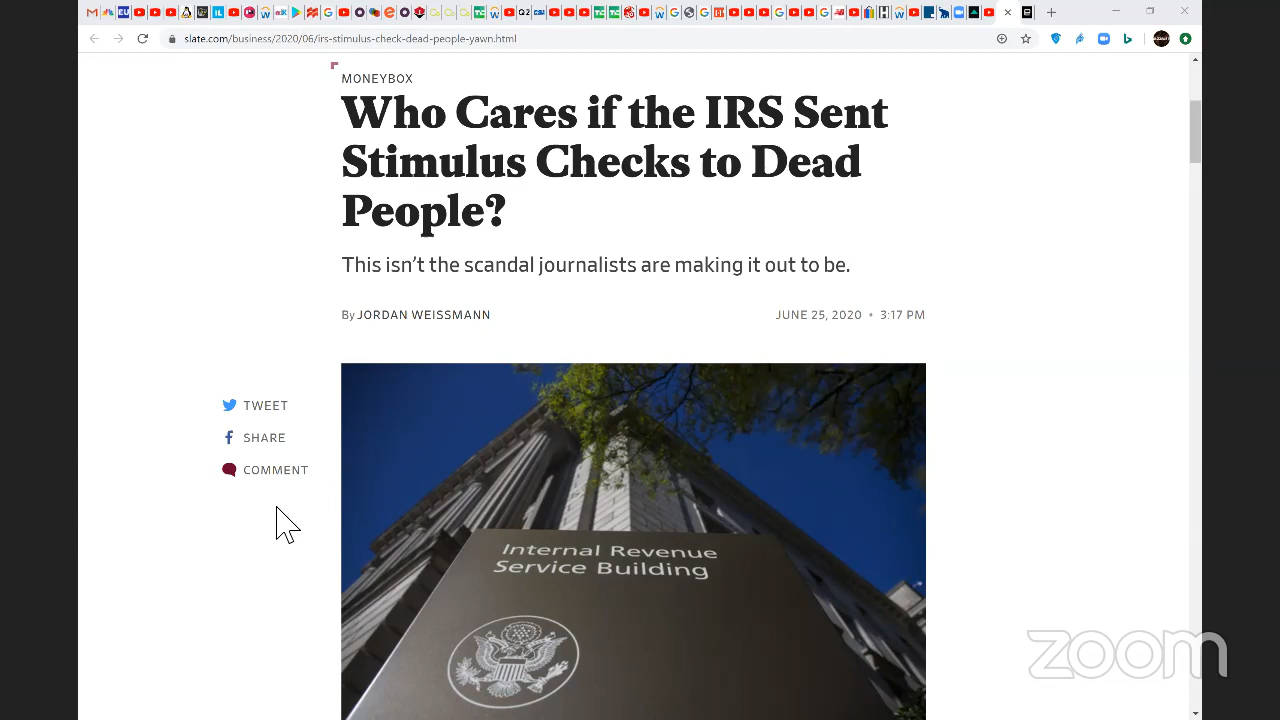 slate.com/business/2020/06/irs-stimulus-check-dead-people-yawn.html
MONEYBOX
Who Cares if the IRS Sent
Stimulus Checks to Dead
People?
This isn't the scandal journalists are making it out to be.
By JORDAN WEISSMANN
JUNE 25, 2020 • 3:17 PM
TWEET
SHARE
COMMENT
Internal Revenue
Service Building
zoom